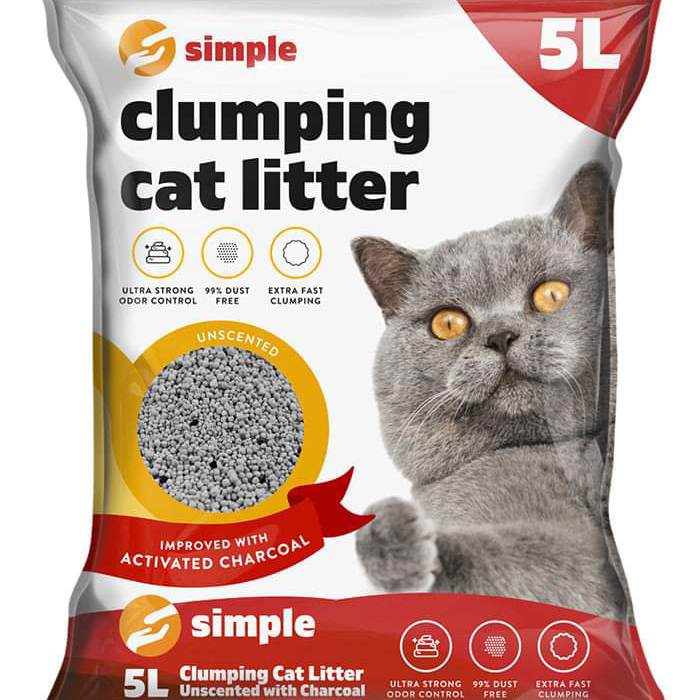 simple
5L
clumping
cat litter
ULTRA STRONG
ODOR CONTROL
99% DUST
FREE
EXTRA FAST
CLUMPING
UNSCENTED
IMPROVED WITH
ACTIVATED CHARCOAL
simple
5L
Clumping Cat Litter
Unscented with Charcoal
ULTRA STRONG
ODOR CONTROL
99% DUST
FREE
EXTRA FAST
CLUMPING